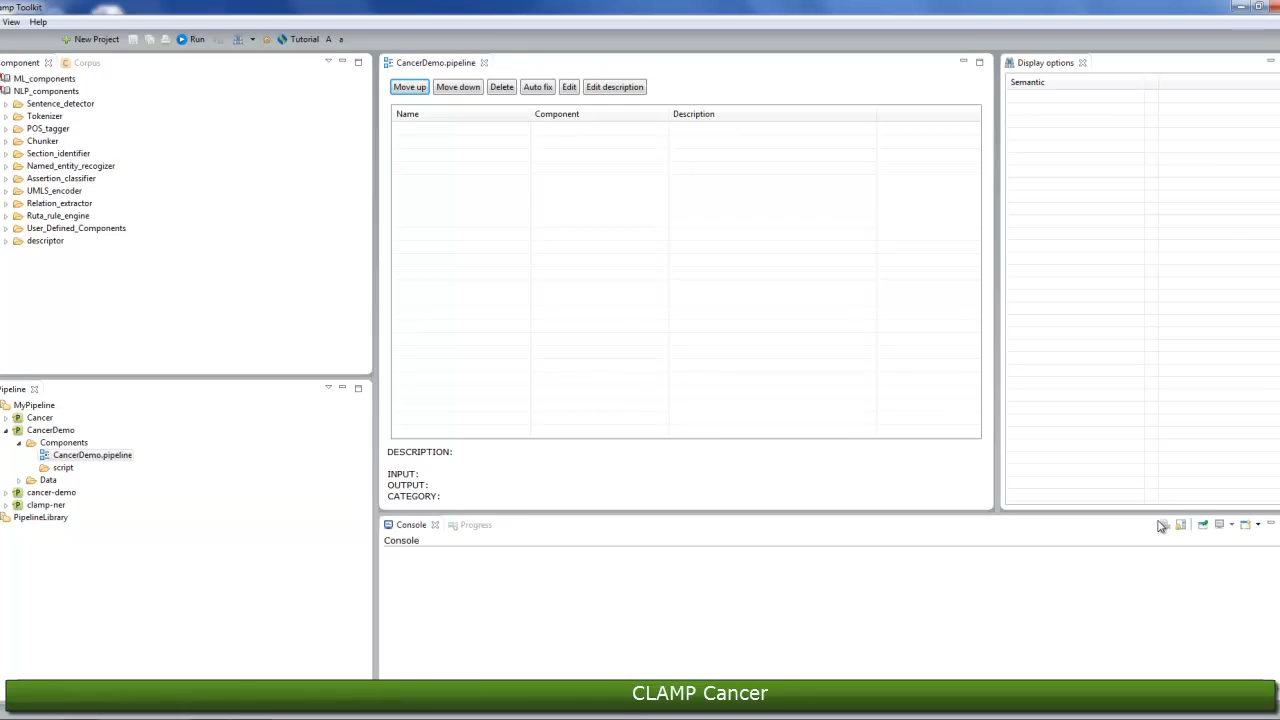 amp Toolkit
View Help
New Project Run Tutorial A a
omponent Corpus
ML_components
NLP_components
Sentence_detector
Tokenizer
POS_tagger
Chunker
Section_identifier
Named_entity_recogizer
Assertion_classifier
UMLS_encoder
Relation_extractor
Ruta_rule_engine
User_Defined_Components
descriptor
ipeline
MyPipeline
Cancer
CancerDemo
Components
CancerDemo.pipeline
script
Data
cancer-demo
clamp-ner
PipelineLibrary
CancerDemo.pipeline
Move up Move down Delete Auto fix Edit Edit description
Name Component Description
DESCRIPTION:
INPUT:
OUTPUT:
CATEGORY:
Console Progress
Console
Display options
Semantic
CLAMP Cancer